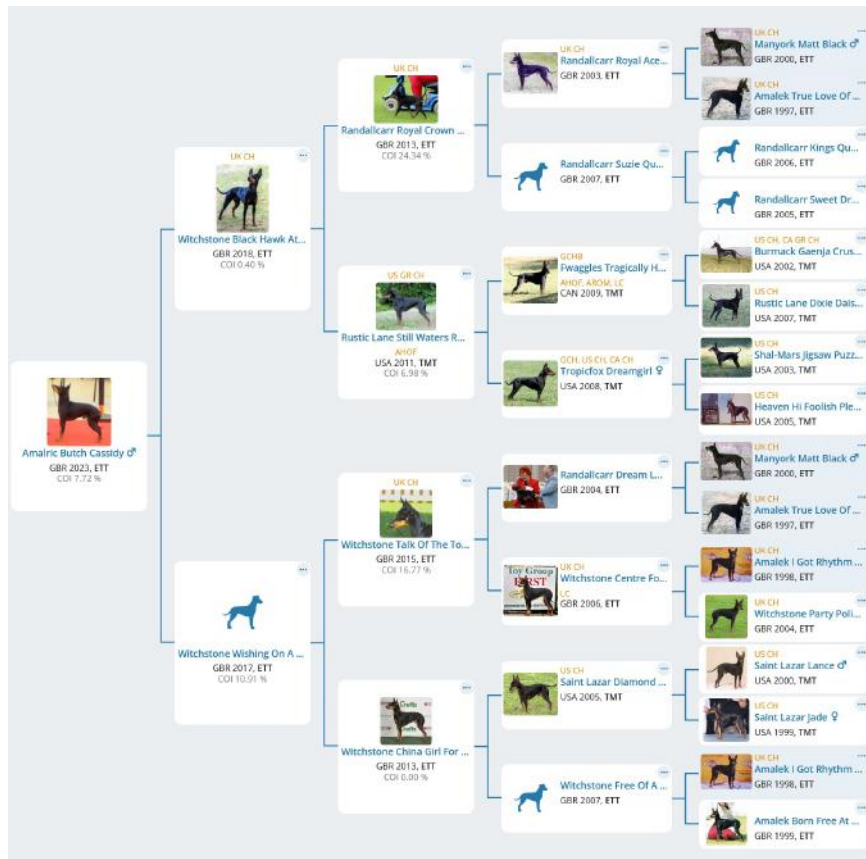 Amalric Butch Cassidy ♂
GBR 2023, ETT
COI 7.72 %
UK CH
Witchstone Black Hawk At...
GBR 2018, ETT
COI 0.40 %
Witchstone Wishing On A ...
GBR 2017, ETT
COI 10.91 %
UK CH
Randallcarr Royal Crown ...
GBR 2013, ETT
COI 24.34 %
US GR CH
Rustic Lane Still Waters R...
AHOF
USA 2011, TMT
COI 6.98 %
UK CH
Witchstone Talk Of The To...
GBR 2015, ETT
COI 16.77 %
Crufts
Witchstone China Girl For ...
GBR 2013, ETT
COI 0.00 %
UK CH
Randallcarr Royal Ace...
GBR 2003, ETT
Randallcarr Suzie Qu...
GBR 2007, ETT
GCHB
Fwaggles Tragically H...
AHOF, AROM, LC
CAN 2009, TMT
GCH, US CH, CA CH
Tropicfox Dreamgirl ♀
USA 2008, TMT
Randallcarr Dream L...
GBR 2004, ETT
Toy Group
FIRST
UK CH
Witchstone Centre Fo...
LC
GBR 2006, ETT
US CH
Saint Lazar Diamond ...
USA 2005, TMT
Witchstone Free Of A ...
GBR 2007, ETT
UK CH
Manyork Matt Black ♂
GBR 2000, ETT
UK CH
Amalek True Love Of ...
GBR 1997, ETT
Randallcarr Kings Qu...
GBR 2006, ETT
Randallcarr Sweet Dr...
GBR 2005, ETT
US CH, CA GR CH
Burmack Gaenja Crus...
USA 2002, TMT
US CH
Rustic Lane Dixie Dais...
USA 2007, TMT
US CH
Shal-Mars Jigsaw Puzz...
USA 2003, TMT
US CH
Heaven Hi Foolish Ple...
USA 2005, TMT
UK CH
Manyork Matt Black ♂
GBR 2000, ETT
UK CH
Amalek True Love Of ...
GBR 1997, ETT
UK CH
Amalek I Got Rhythm ...
GBR 1998, ETT
UK CH
Witchstone Party Poli...
GBR 2004, ETT
US CH
Saint Lazar Lance ♂
USA 2000, TMT
US CH
Saint Lazar Jade ♀
USA 1999, TMT
UK CH
Amalek I Got Rhythm ...
GBR 1998, ETT
Amalek Born Free At ...
GBR 1999, ETT